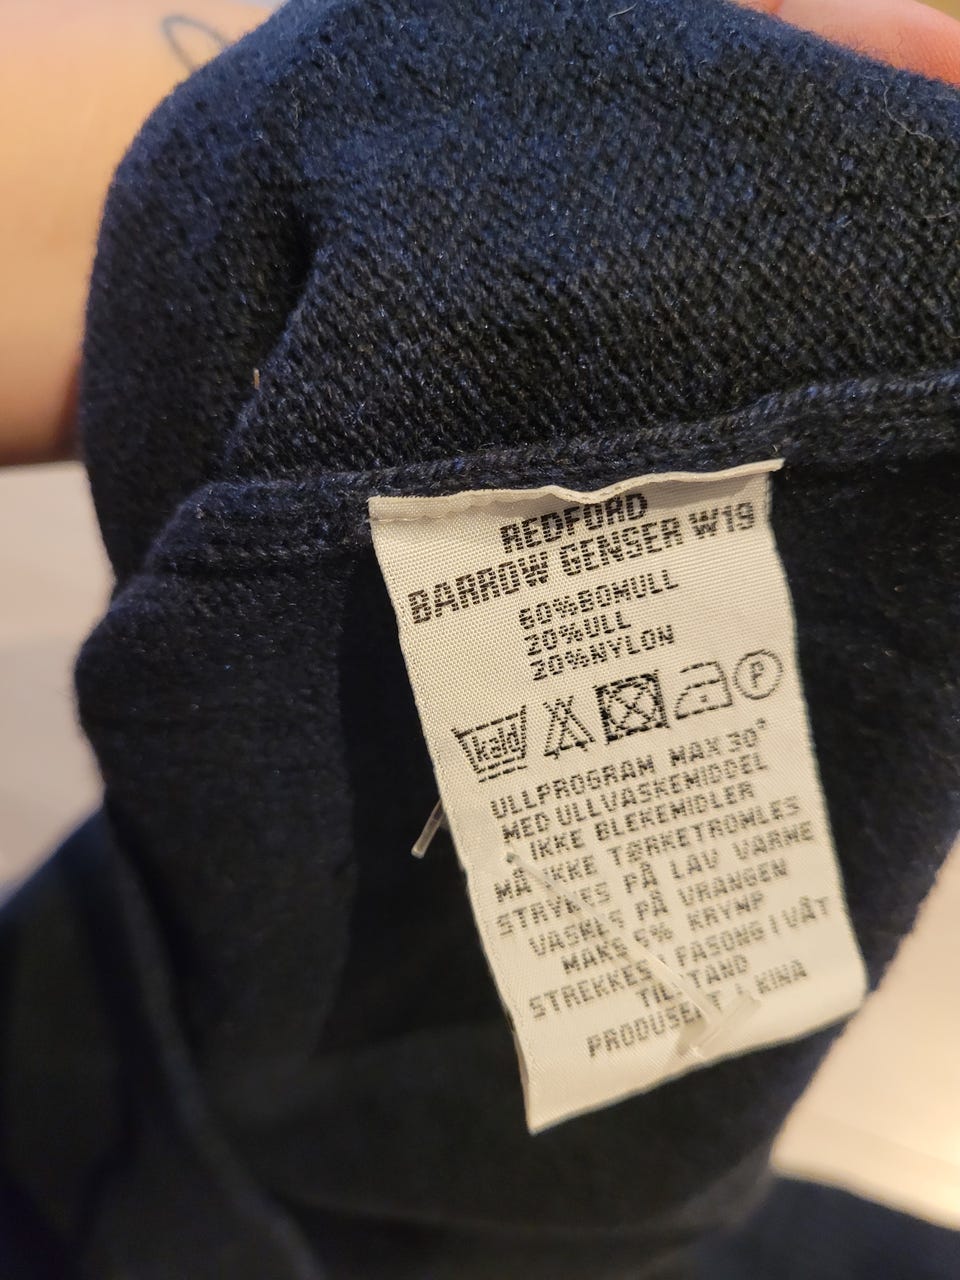 REDFORD
BARROW GENSER W19
60%BOMULL
20%ULL
20%NYLON
kald P
ULLPROGRAM MAX 30°
MED ULLVASKEMIDDEL
IKKE BLEKEMIDLER
MÅ IKKE TØRKETROMLES
STRYKES PÅ LAV VARME
VASKES PÅ VRANGEN
MAKS 5% KRYMP
STREKKES I FASONG I VÅT
TILSTAND
PRODUSERT I KINA